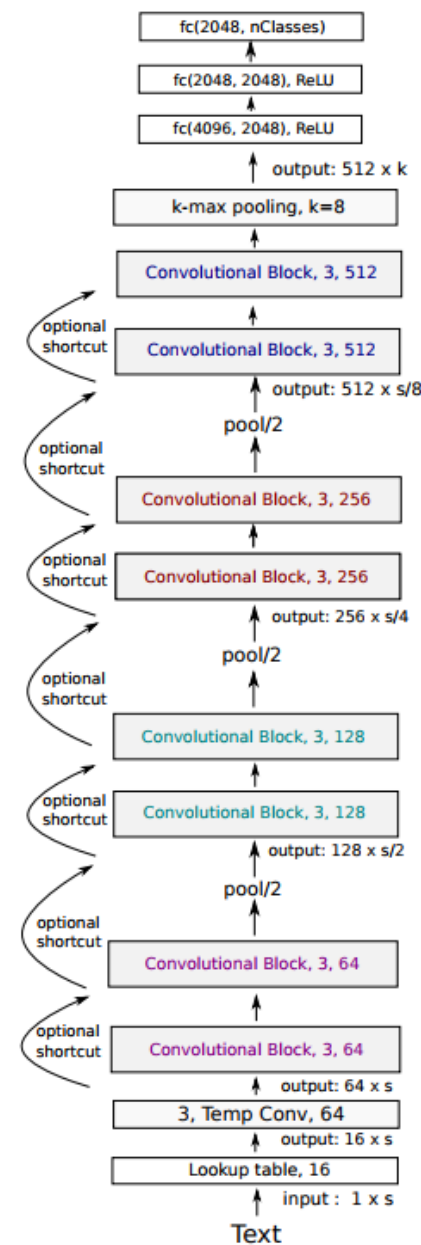 fc(2048, nClasses)
fc(2048, 2048), ReLU
fc(4096, 2048), ReLU
output: 512 x k
k-max pooling, k=8
Convolutional Block, 3, 512
optional
shortcut
Convolutional Block, 3, 512
output: 512 x s/8
pool/2
optional
shortcut
Convolutional Block, 3, 256
optional
shortcut
Convolutional Block, 3, 256
output: 256 x s/4
pool/2
optional
shortcut
Convolutional Block, 3, 128
optional
shortcut
Convolutional Block, 3, 128
output: 128 x s/2
pool/2
optional
shortcut
Convolutional Block, 3, 64
optional
shortcut
Convolutional Block, 3, 64
output: 64 x s
3, Temp Conv, 64
output: 16 x s
Lookup table, 16
input : 1 x s
Text